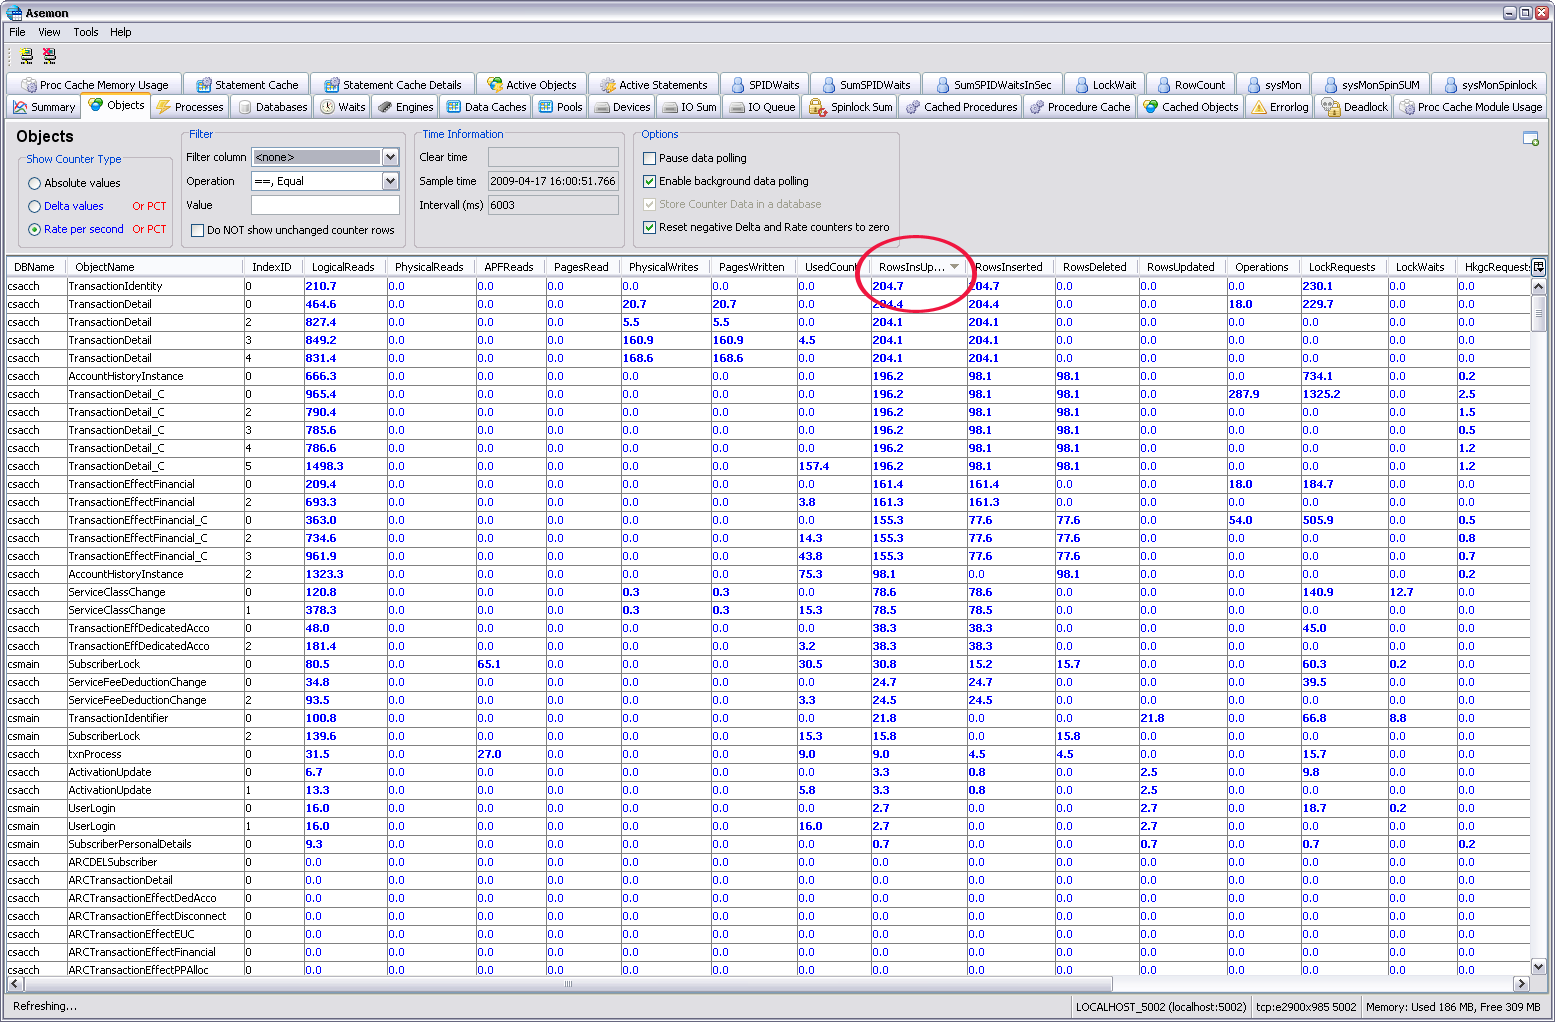 Asemon
File View Tools Help
Proc Cache Memory Usage Statement Cache Statement Cache Details Active Objects Active Statements SPIDWaits SumSPIDWaits SumSPIDWaitsInSec LockWait RowCount sysMon sysMonSpinSUM sysMonSpinlock
Summary Objects Processes Databases Waits Engines Data Caches Pools Devices IO Sum IO Queue Spinlock Sum Cached Procedures Procedure Cache Cached Objects Errorlog Deadlock Proc Cache Module Usage
Objects
Show Counter Type
Absolute values
Delta values Or PCT
Rate per second Or PCT
Filter
Filter column <none>
Operation ==, Equal
Value
Do NOT show unchanged counter rows
Time Information
Clear time
Sample time 2009-04-17 16:00:51.766
Intervall (ms) 6003
Options
Pause data polling
Enable background data polling
Store Counter Data in a database
Reset negative Delta and Rate counters to zero
DBName ObjectName IndexID LogicalReads PhysicalReads APFReads PagesRead PhysicalWrites PagesWritten UsedCount RowsInsUp... RowsInserted RowsDeleted RowsUpdated Operations LockRequests LockWaits HkgcRequests
csacch TransactionIdentity 0 210.7 0.0 0.0 0.0 0.0 0.0 0.0 204.7 204.7 0.0 0.0 0.0 230.1 0.0 0.0
csacch TransactionDetail 0 464.6 0.0 0.0 0.0 20.7 20.7 0.0 204.4 204.4 0.0 0.0 18.0 229.7 0.0 0.0
csacch TransactionDetail 2 827.4 0.0 0.0 0.0 5.5 5.5 0.0 204.1 204.1 0.0 0.0 0.0 0.0 0.0 0.0
csacch TransactionDetail 3 849.2 0.0 0.0 0.0 160.9 160.9 4.5 204.1 204.1 0.0 0.0 0.0 0.0 0.0 0.0
csacch TransactionDetail 4 831.4 0.0 0.0 0.0 168.6 168.6 0.0 204.1 204.1 0.0 0.0 0.0 0.0 0.0 0.0
csacch AccountHistoryInstance 0 666.3 0.0 0.0 0.0 0.0 0.0 0.0 196.2 98.1 98.1 0.0 0.0 734.1 0.0 0.2
csacch TransactionDetail_C 0 965.4 0.0 0.0 0.0 0.0 0.0 0.0 196.2 98.1 98.1 0.0 287.9 1325.2 0.0 2.5
csacch TransactionDetail_C 2 790.4 0.0 0.0 0.0 0.0 0.0 0.0 196.2 98.1 98.1 0.0 0.0 0.0 0.0 1.5
csacch TransactionDetail_C 3 785.6 0.0 0.0 0.0 0.0 0.0 0.0 196.2 98.1 98.1 0.0 0.0 0.0 0.0 0.5
csacch TransactionDetail_C 4 786.6 0.0 0.0 0.0 0.0 0.0 0.0 196.2 98.1 98.1 0.0 0.0 0.0 0.0 1.2
csacch TransactionDetail_C 5 1498.3 0.0 0.0 0.0 0.0 0.0 157.4 196.2 98.1 98.1 0.0 0.0 0.0 0.0 1.2
csacch TransactionEffectFinancial 0 209.4 0.0 0.0 0.0 0.0 0.0 0.0 161.4 161.4 0.0 0.0 18.0 184.7 0.0 0.0
csacch TransactionEffectFinancial 2 693.3 0.0 0.0 0.0 0.0 0.0 3.8 161.3 161.3 0.0 0.0 0.0 0.0 0.0 0.0
csacch TransactionEffectFinancial_C 0 363.0 0.0 0.0 0.0 0.0 0.0 0.0 155.3 77.6 77.6 0.0 54.0 505.9 0.0 0.5
csacch TransactionEffectFinancial_C 2 734.6 0.0 0.0 0.0 0.0 0.0 14.3 155.3 77.6 77.6 0.0 0.0 0.0 0.0 0.8
csacch TransactionEffectFinancial_C 3 961.9 0.0 0.0 0.0 0.0 0.0 43.8 155.3 77.6 77.6 0.0 0.0 0.0 0.0 0.7
csacch AccountHistoryInstance 2 1323.3 0.0 0.0 0.0 0.0 0.0 75.3 98.1 0.0 98.1 0.0 0.0 0.0 0.0 0.2
csacch ServiceClassChange 0 120.8 0.0 0.0 0.0 0.3 0.3 0.0 78.6 78.6 0.0 0.0 0.0 140.9 12.7 0.0
csacch ServiceClassChange 1 378.3 0.0 0.0 0.0 0.3 0.3 15.3 78.5 78.5 0.0 0.0 0.0 0.0 0.0 0.0
csacch TransactionEffDedicatedAcco 0 48.0 0.0 0.0 0.0 0.0 0.0 0.0 38.3 38.3 0.0 0.0 0.0 45.0 0.0 0.0
csacch TransactionEffDedicatedAcco 2 181.4 0.0 0.0 0.0 0.0 0.0 3.2 38.3 38.3 0.0 0.0 0.0 0.0 0.0 0.0
csmain SubscriberLock 0 80.5 0.0 65.1 0.0 0.0 0.0 30.5 30.8 15.2 15.7 0.0 0.0 60.3 0.2 0.0
csacch ServiceFeeDeductionChange 0 34.8 0.0 0.0 0.0 0.0 0.0 0.0 24.7 24.7 0.0 0.0 0.0 39.5 0.0 0.0
csacch ServiceFeeDeductionChange 2 93.5 0.0 0.0 0.0 0.0 0.0 3.3 24.5 24.5 0.0 0.0 0.0 0.0 0.0 0.0
csmain TransactionIdentifier 0 100.8 0.0 0.0 0.0 0.0 0.0 0.0 21.8 0.0 0.0 21.8 0.0 66.8 8.8 0.0
csmain SubscriberLock 2 139.6 0.0 0.0 0.0 0.0 0.0 15.3 15.8 0.0 15.8 0.0 0.0 0.0 0.0 0.0
csacch txnProcess 0 31.5 0.0 27.0 0.0 0.0 0.0 9.0 9.0 4.5 4.5 0.0 0.0 15.7 0.0 0.0
csacch ActivationUpdate 0 6.7 0.0 0.0 0.0 0.0 0.0 0.0 3.3 0.8 0.0 2.5 0.0 9.8 0.0 0.0
csacch ActivationUpdate 1 13.3 0.0 0.0 0.0 0.0 0.0 5.8 3.3 0.8 0.0 2.5 0.0 0.0 0.0 0.0
csmain UserLogin 0 16.0 0.0 0.0 0.0 0.0 0.0 0.0 2.7 0.0 0.0 2.7 0.0 18.7 0.2 0.0
csmain UserLogin 1 16.0 0.0 0.0 0.0 0.0 0.0 16.0 2.7 0.0 0.0 2.7 0.0 0.0 0.0 0.0
csmain SubscriberPersonalDetails 0 9.3 0.0 0.0 0.0 0.0 0.0 0.0 0.7 0.0 0.0 0.7 0.0 0.7 0.0 0.2
csacch ARCDELSubscriber 0 0.0 0.0 0.0 0.0 0.0 0.0 0.0 0.0 0.0 0.0 0.0 0.0 0.0 0.0 0.0
csacch ARCTransactionDetail 0 0.0 0.0 0.0 0.0 0.0 0.0 0.0 0.0 0.0 0.0 0.0 0.0 0.0 0.0 0.0
csacch ARCTransactionEffectDedAcco 0 0.0 0.0 0.0 0.0 0.0 0.0 0.0 0.0 0.0 0.0 0.0 0.0 0.0 0.0 0.0
csacch ARCTransactionEffectDisconnect 0 0.0 0.0 0.0 0.0 0.0 0.0 0.0 0.0 0.0 0.0 0.0 0.0 0.0 0.0 0.0
csacch ARCTransactionEffectEUC 0 0.0 0.0 0.0 0.0 0.0 0.0 0.0 0.0 0.0 0.0 0.0 0.0 0.0 0.0 0.0
csacch ARCTransactionEffectFinancial 0 0.0 0.0 0.0 0.0 0.0 0.0 0.0 0.0 0.0 0.0 0.0 0.0 0.0 0.0 0.0
csacch ARCTransactionEffectPPAlloc 0 0.0 0.0 0.0 0.0 0.0 0.0 0.0 0.0 0.0 0.0 0.0 0.0 0.0 0.0 0.0
Refreshing... LOCALHOST_5002 (localhost:5002) tcp:e2900x985 5002 Memory: Used 186 MB, Free 309 MB